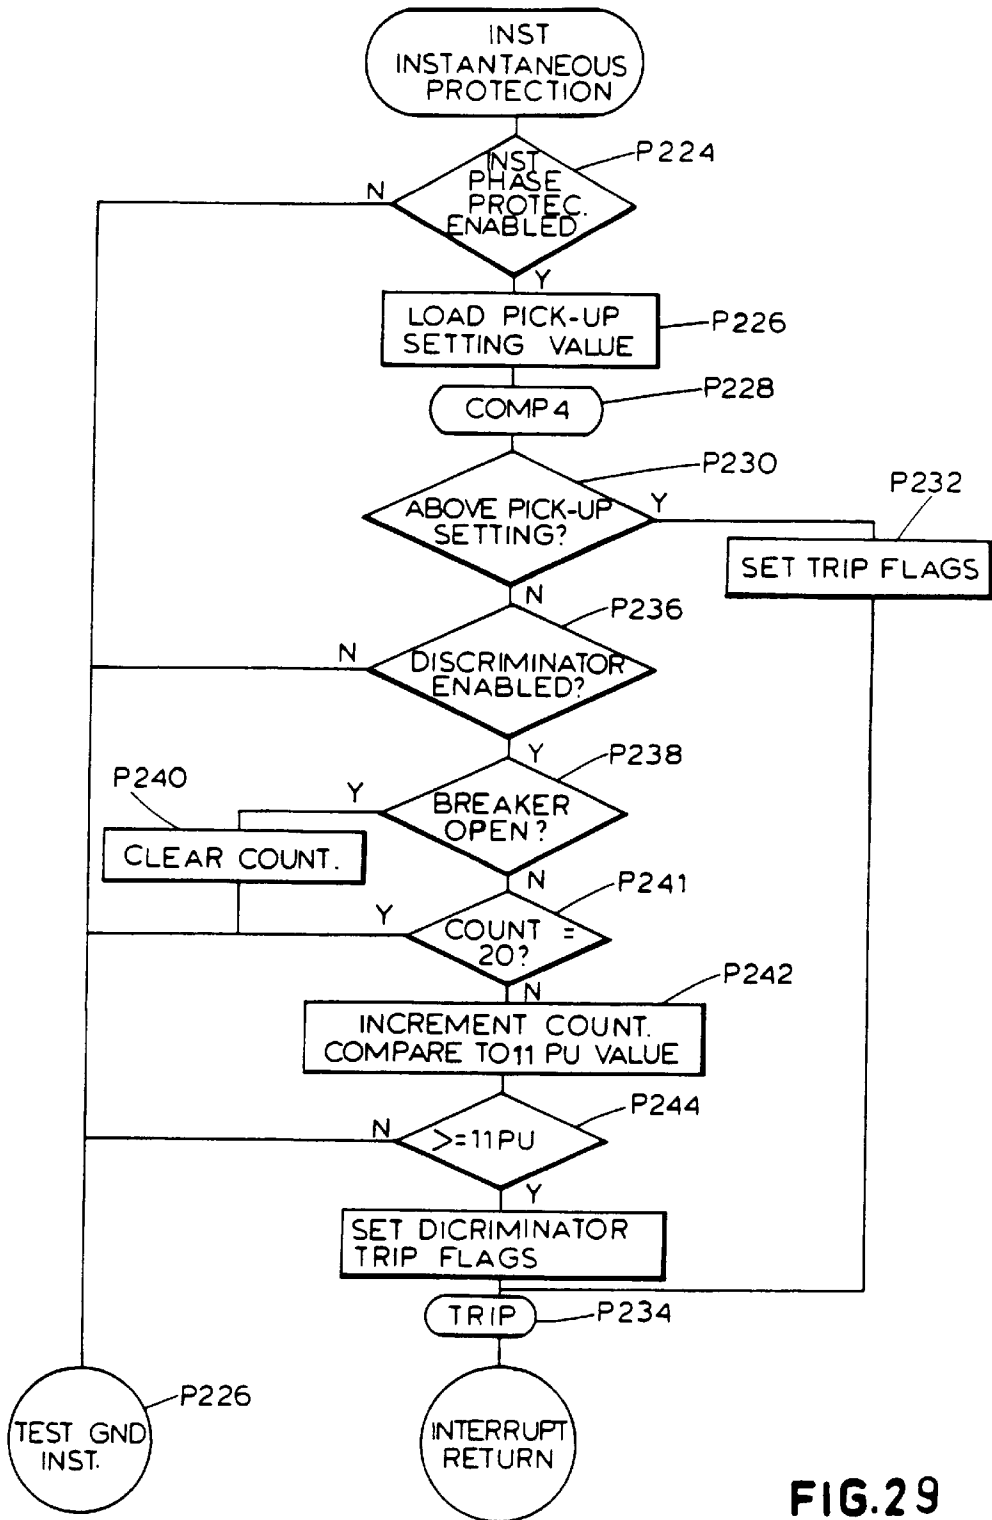 INST
INSTANTANEOUS
PROTECTION
P224
INST
PHASE
PROTEC.
ENABLED
N
Y
LOAD PICK-UP
SETTING VALUE
P226
COMP4
P228
P230
ABOVE PICK-UP
SETTING?
Y
P232
SET TRIP FLAGS
N
P236
DISCRIMINATOR
ENABLED?
N
Y
P238
BREAKER
OPEN?
Y
P240
CLEAR COUNT.
N
P241
COUNT =
20?
Y
N
P242
INCREMENT COUNT.
COMPARE TO 11 PU VALUE
P244
>=11PU
N
Y
SET DICRIMINATOR
TRIP FLAGS
TRIP
P234
P226
TEST GND
INST.
INTERRUPT
RETURN
FIG.29